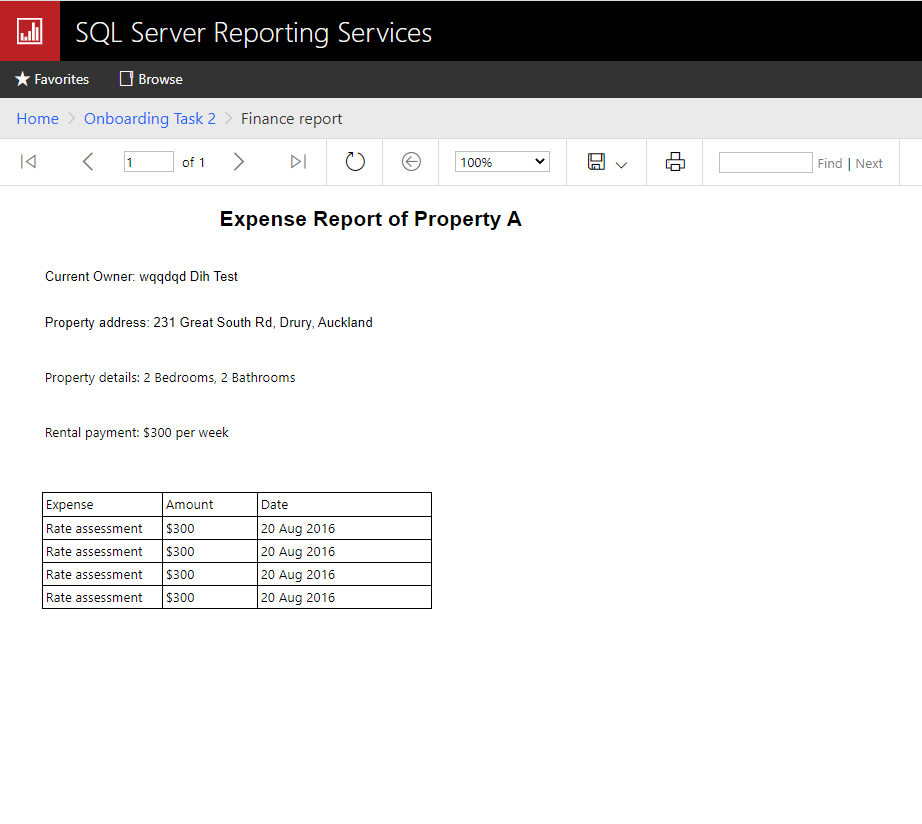 SQL Server Reporting Services
Favorites Browse
Home > Onboarding Task 2 > Finance report
1 of 1 100% Find | Next
Expense Report of Property A
Current Owner: wqqdqd Dih Test
Property address: 231 Great South Rd, Drury, Auckland
Property details: 2 Bedrooms, 2 Bathrooms
Rental payment: $300 per week
Expense Amount Date
Rate assessment $300 20 Aug 2016
Rate assessment $300 20 Aug 2016
Rate assessment $300 20 Aug 2016
Rate assessment $300 20 Aug 2016